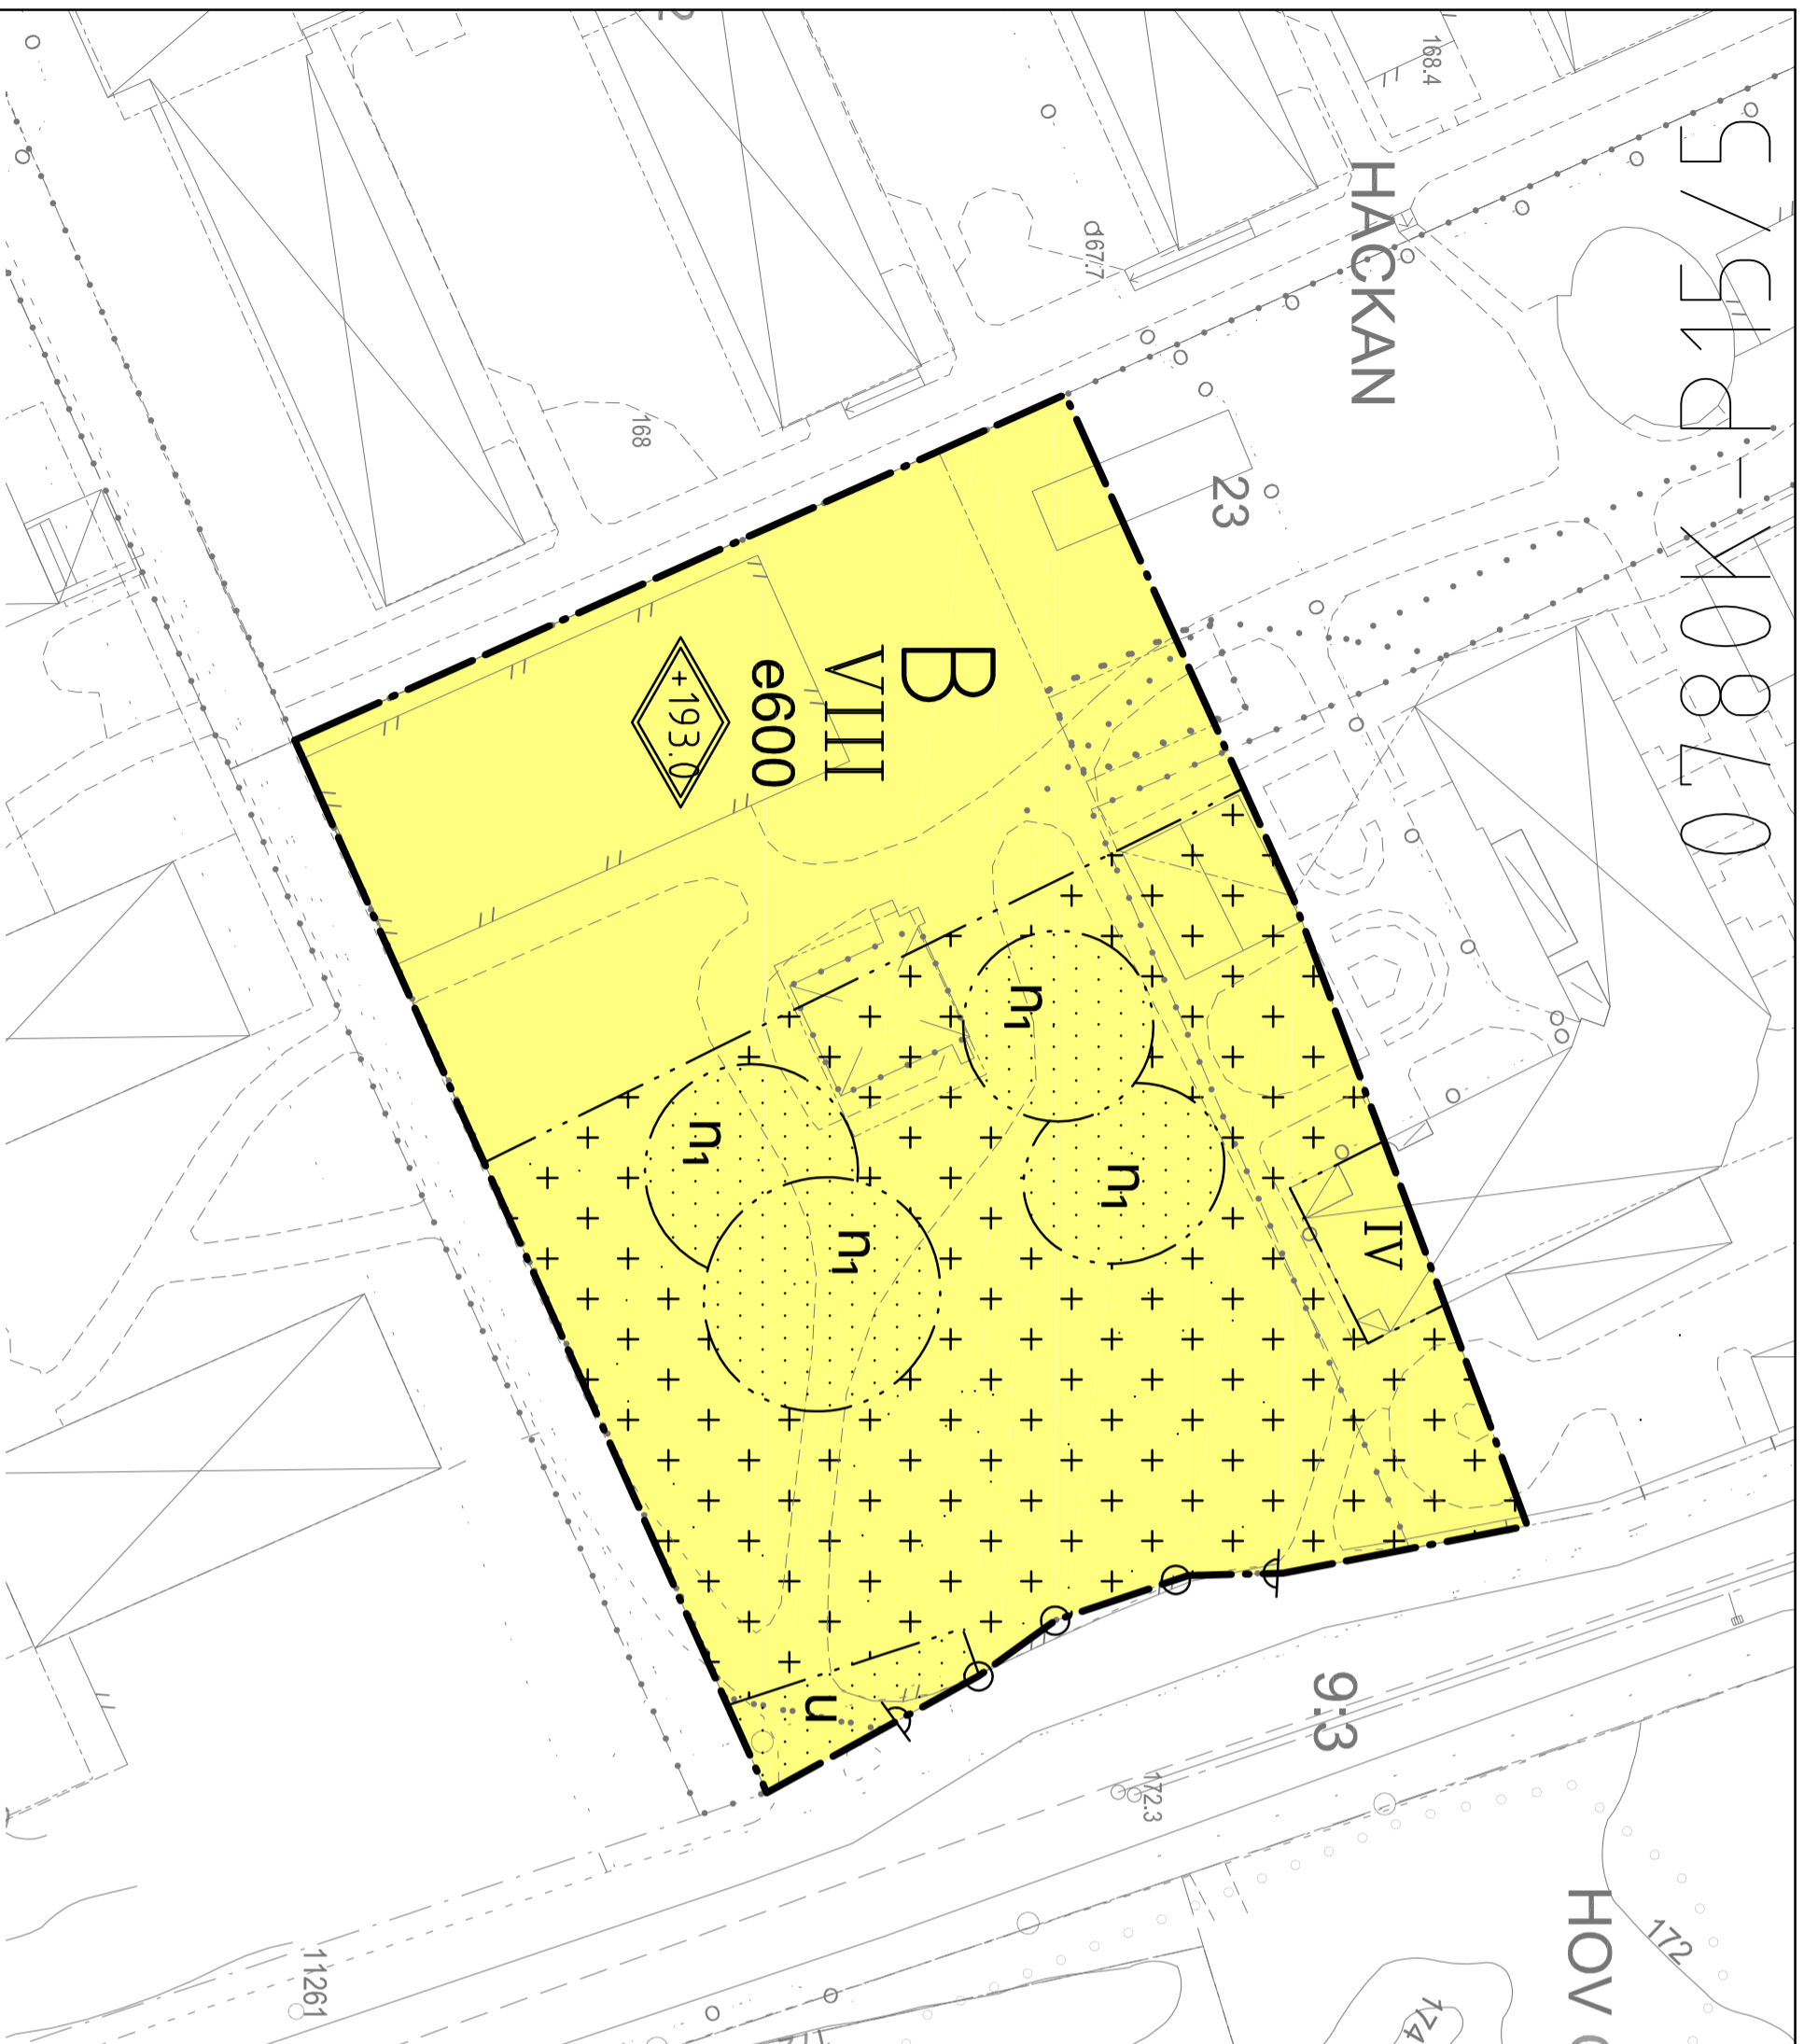 0780K-P15/5
168.4
HACKAN
167.7
23
168
B
VIII
e600
+193.0
n1
n1
n1
n1
IV
u
9:3
172.3
HOV
172
174
11261